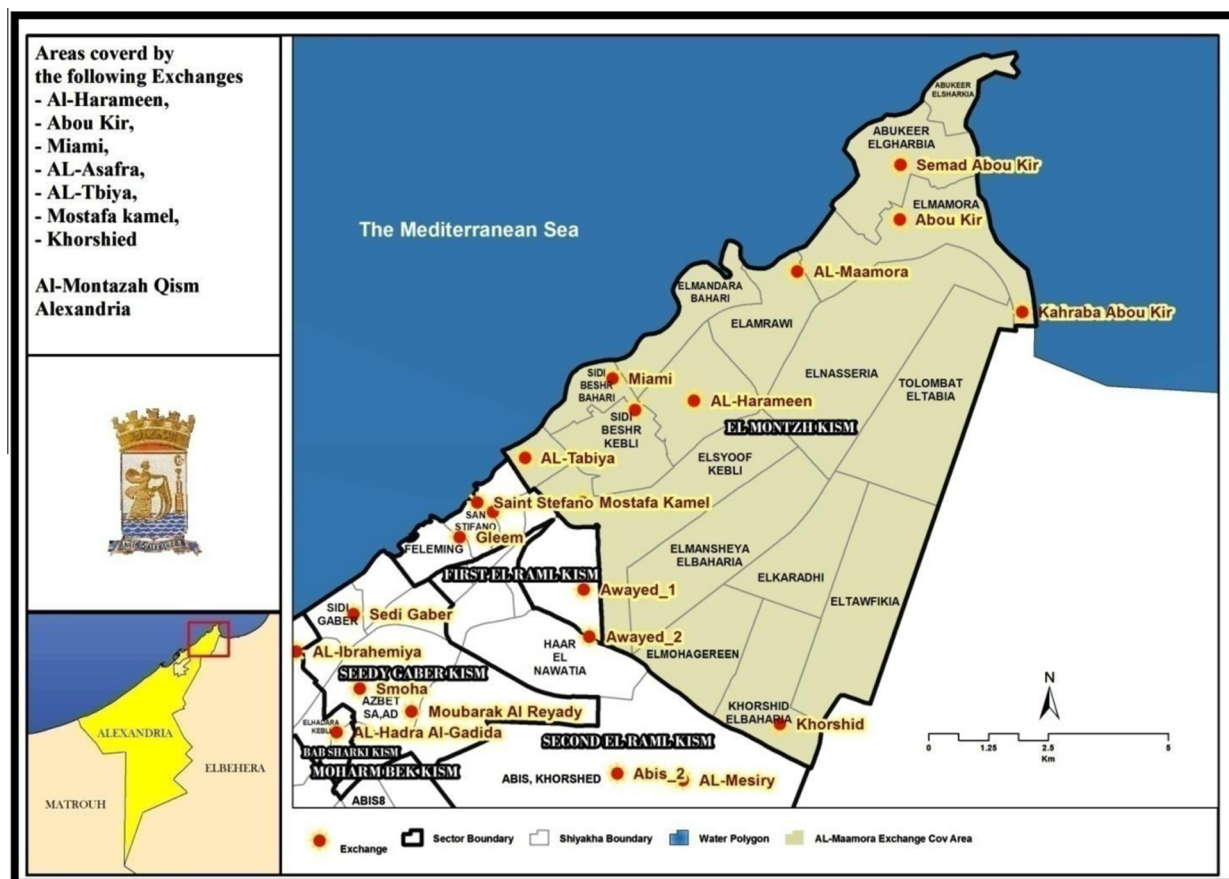 Areas coverd by
the following Exchanges
- Al-Harameen,
- Abou Kir,
- Miami,
- AL-Asafra,
- AL-Tbiya,
- Mostafa kamel,
- Khorshied
Al-Montazah Qism
Alexandria
ALEXANDRIA
ELBEHERA
MATROUH
The Mediterranean Sea
ABUKEER
ELSHARKIA
ABUKEER
ELGHARBIA
Semad Abou Kir
ELMAMORA
Abou Kir
AL-Maamora
ELMANDARA
BAHARI
Kahraba Abou Kir
ELAMRAWI
ELNASSERIA
TOLOMBAT
ELTABIA
SIDI
BESHR
BAHARI
Miami
AL-Harameen
SIDI
BESHR
KEBLI
EL MONTZH KISM
ELSYOOF
KEBLI
AL-Tabiya
Saint Stefano Mostafa Kamel
SAN
STIFANO
Gleem
FELEMING
ELMANSHEYA
ELBAHARIA
FIRST EL RAML KISM
ELKARADHI
Awayed_1
ELTAWFIKIA
SIDI
GABER
Sedi Gaber
Awayed_2
HAAR
EL
NAWATIA
ELMOHAGEREEN
AL-Ibrahemiya
SEEDY GABER KISM
Smoha
AZBET
SA,AD
Moubarak Al Reyady
KHORSHID
ELBAHARIA
Khorshid
ELHADARA
KEBLI
AL-Hadra Al-Gadida
SECOND EL RAML KISM
BAB SHARKI KISM
MOHARM BEK KISM
ABIS, KHORSHED
Abis_2
AL-Mesiry
ABIS8
N
0 1.25 2.5 5
Km
Exchange
Sector Boundary
Shiyakha Boundary
Water Polygon
AL-Maamora Exchange Cov Area